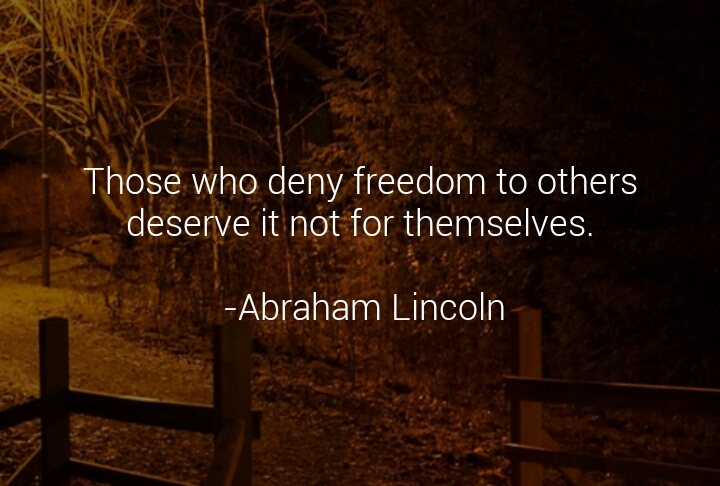 Those who deny freedom to others
deserve it not for themselves.
-Abraham Lincoln